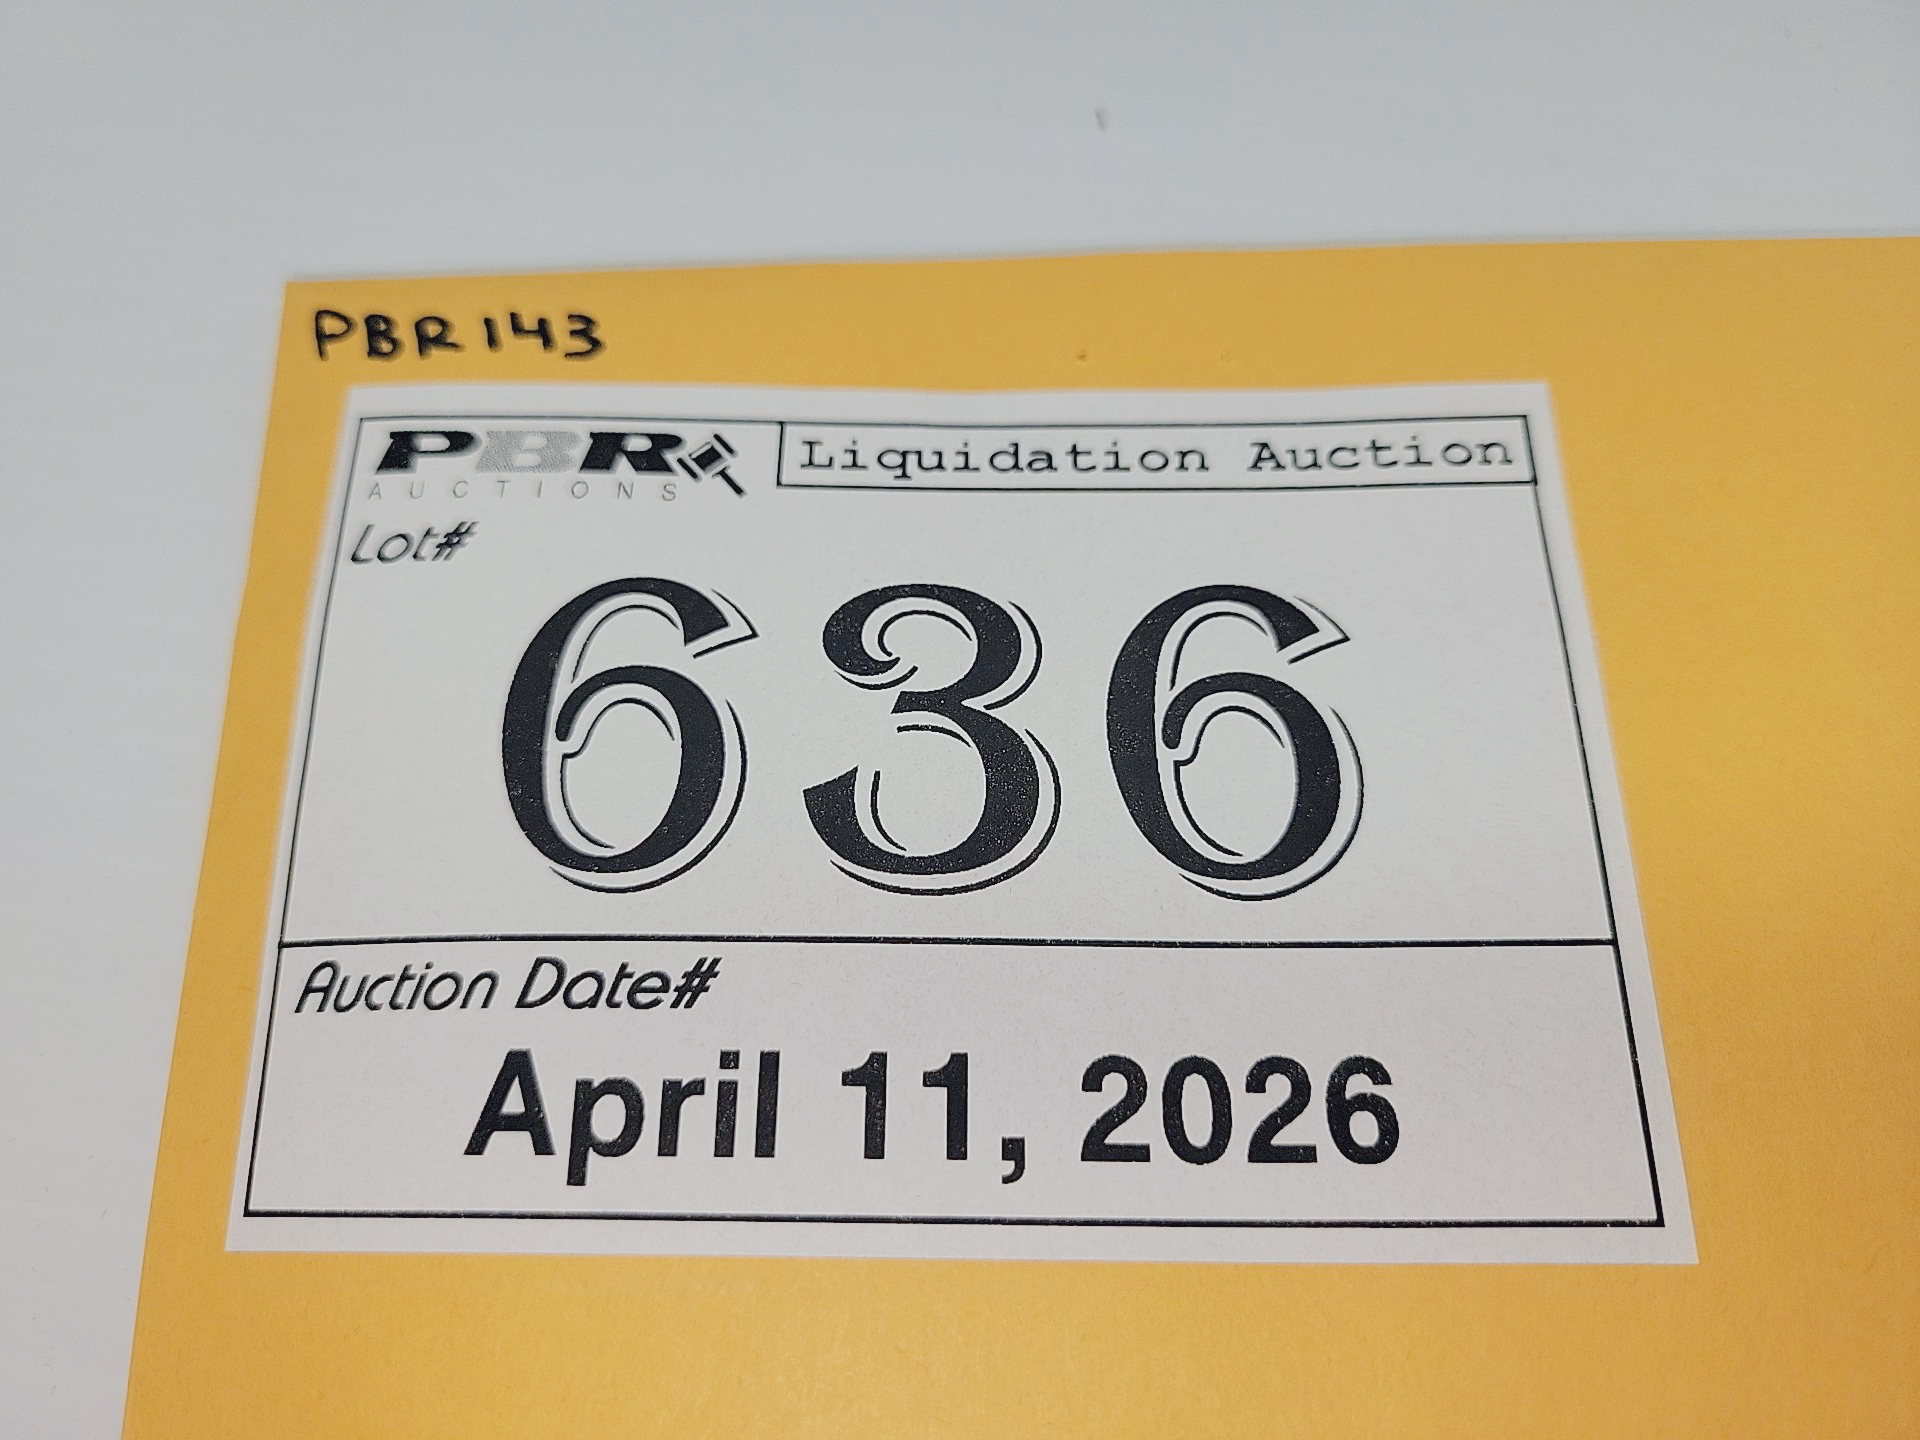 PBR143
PBR
AUCTIONS
Liquidation Auction
Lot#
636
Auction Date#
April 11, 2026